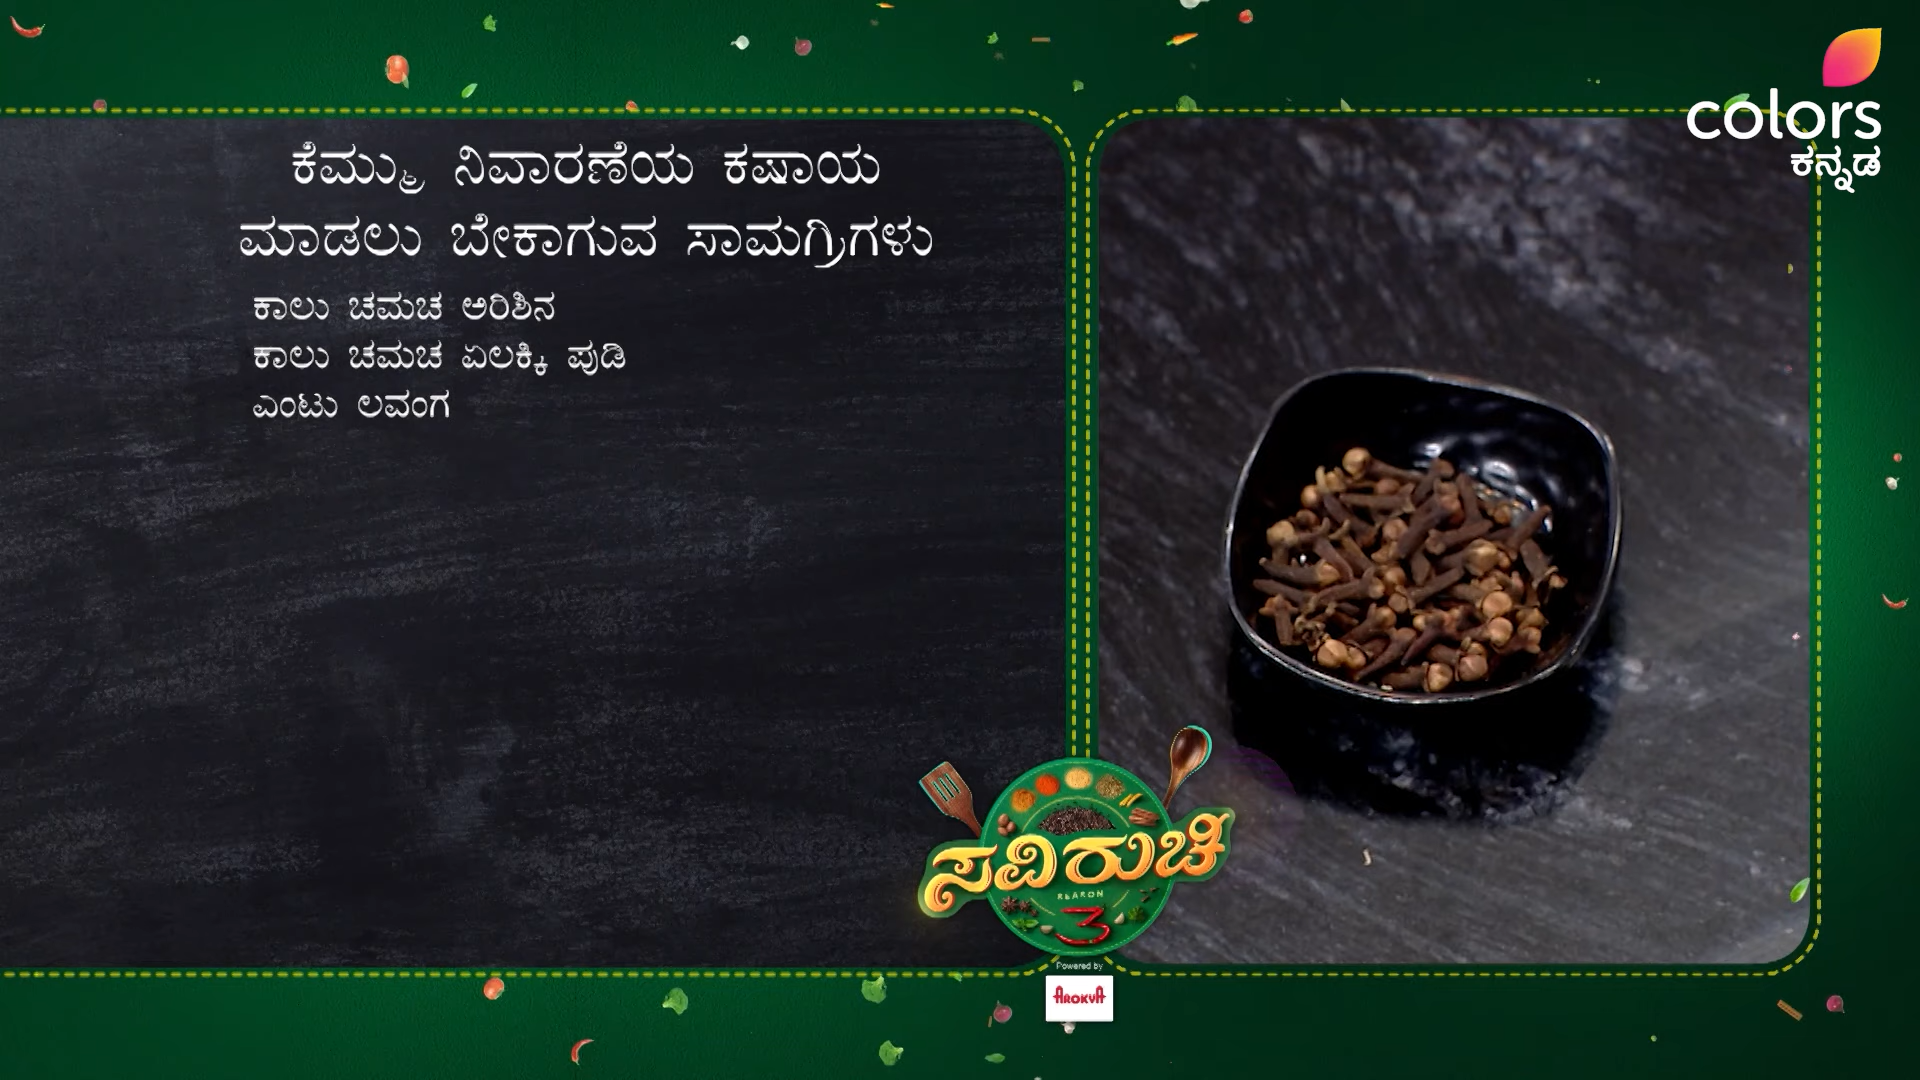 ಕೆಮ್ಮು ನಿವಾರಣೆಯ ಕಷಾಯ
ಮಾಡಲು ಬೇಕಾಗುವ ಸಾಮಗ್ರಿಗಳು
ಕಾಲು ಚಮಚ ಅರಿಶಿನ
ಕಾಲು ಚಮಚ ಏಲಕ್ಕಿ ಪುಡಿ
ಎಂಟು ಲವಂಗ
colors
ಕನ್ನಡ
ಸವಿರುಚಿ
SEASON
3
Powered by
AROKYA